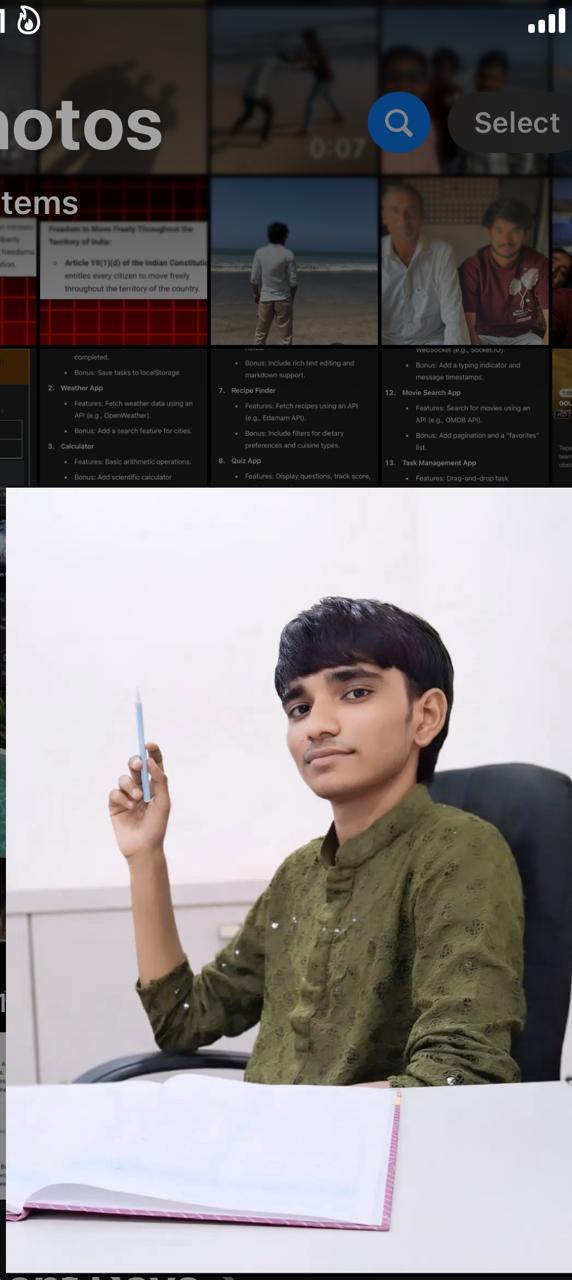 1
otos
Select
0:07
tems
Freedom to Move Freely Throughout the
Territory of India:
Article 19(1)(d) of the Indian Constitutio
entitles every citizen to move freely
throughout the territory of the country.
completed.
Bonus: Save tasks to localStorage.
2. Weather App
Features: Fetch weather data using an
API (e.g., OpenWeather).
Bonus: Add a search feature for cities.
3. Calculator
Features: Basic arithmetic operations.
Bonus: Add scientific calculator
Bonus: Include rich text editing and
markdown support.
7. Recipe Finder
Features: Fetch recipes using an API
(e.g., Edamam API).
Bonus: Include filters for dietary
preferences and cuisine types.
8. Quiz App
Features: Display questions, track score,
WebSocket (e.g., Socket.IO).
Bonus: Add a typing indicator and
message timestamps.
12. Movie Search App
Features: Search for movies using an
API (e.g., OMDB API).
Bonus: Add pagination and a "favorites"
list.
13. Task Management App
Features: Drag-and-drop task